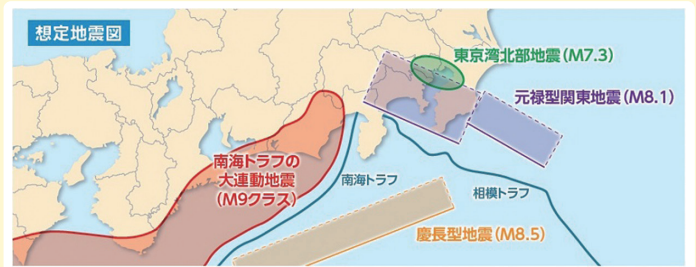 想定地震図
東京湾北部地震(M7.3)
元禄型関東地震(M8.1)
南海トラフの
大連動地震
(M9クラス)
南海トラフ
相模トラフ
慶長型地震(M8.5)